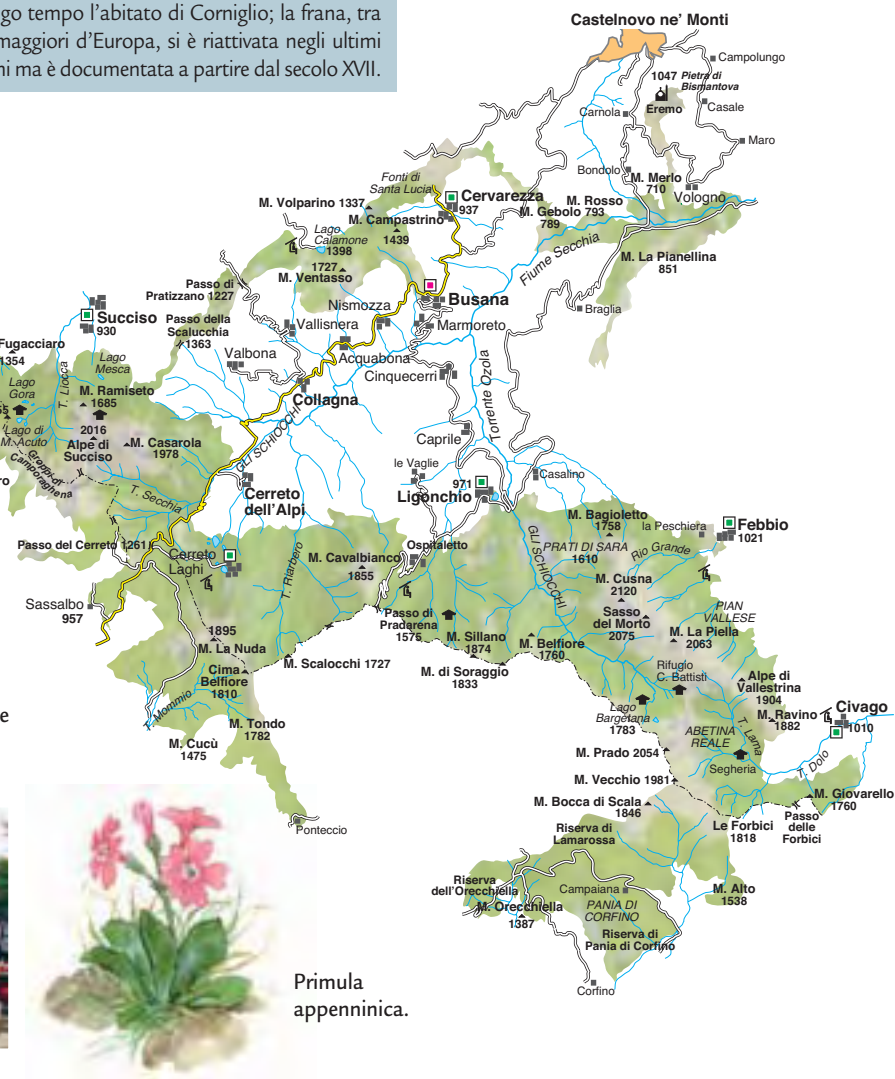 go tempo l'abitato di Corniglio; la frana, tra
maggiori d'Europa, si è riattivata negli ultimi
ni ma è documentata a partire dal secolo XVII.
Castelnovo ne' Monti
Campolungo
1047 Pietra di
Bismantova
Eremo
Casale
Carnola
Maro
Bondolo
M. Merlo
710
Vologno
Fonti di
Santa Lucia
Cervarezza
937
M. Volparino 1337
M. Campastrino
1439
M. Gebolo
789
M. Rosso
793
Fiume Secchia
M. La Pianellina
851
Lago
Calamone
1398
1727
M. Ventasso
Passo di
Pratizzano 1227
Busana
Braglia
Nismozza
Marmoreto
Vallisnera
Succiso
930
Passo della
Scalucchia
1363
Valbona
Acquabona
Cinquecerri
Fugacciaro
1354
Lago
Mesca
T. Liocca
Lago
Gora
M. Ramiseto
1685
Collagna
Torrente Ozola
55
Lago di
M. Acuto
2016
Alpe di
Succiso
M. Casarola
1978
GLI SCHIOCCHI
Caprile
Groppi di
Camporaghena
ro
T. Secchia
Cerreto
dell'Alpi
le Vaglie
971
Ligonchio
Casalino
M. Bagioletto
1758
la Peschiera
Febbio
1021
Passo del Cerreto 1261
Cerreto
Laghi
T. Riarbero
M. Cavalbianco
1855
Ospitaletto
GLI SCHIOCCHI
PRATI DI SARA
1610
Rio Grande
M. Cusna
2120
Sassalbo
957
Passo di
Pradarena
1575
Sasso
del Morto
2075
PIAN
VALLESE
M. La Piella
2063
1895
M. La Nuda
M. Sillano
1874
M. Belfiore
1760
M. Scalocchi 1727
Cima
Belfiore
1810
M. di Soraggio
1833
Rifugio
C. Battisti
Alpe di
Vallestrina
1904
T. Mommio
M. Tondo
1782
Lago
Bargetana
1783
M. Ravino
1882
Civago
1010
e
M. Cucù
1475
ABETINA
REALE
T. Lama
M. Prado 2054
Segheria
T. Dolo
M. Vecchio 1981
M. Giovarello
1760
M. Bocca di Scala
1846
Ponteccio
Riserva di
Lamarossa
Le Forbici
1818
Passo
delle
Forbici
Riserva
dell'Orecchiella
Campaiana
M. Alto
1538
M. Orecchiella
1387
PANIA DI
CORFINO
Riserva di
Pania di Corfino
Corfino
Primula
appenninica.